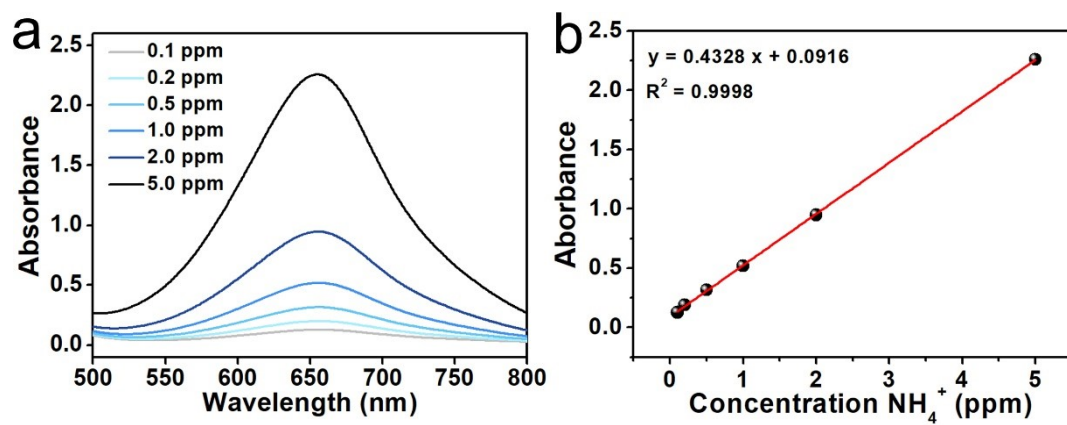 a
2.5
2.0
1.5
1.0
0.5
0.0
Absorbance
0.1 ppm
0.2 ppm
0.5 ppm
1.0 ppm
2.0 ppm
5.0 ppm
500 550 600 650 700 750 800
Wavelength (nm)
b
2.5
2.0
1.5
1.0
0.5
0.0
Aborbance
y = 0.4328 x + 0.0916
R² = 0.9998
0 1 2 3 4 5
Concentration NH₄⁺ (ppm)